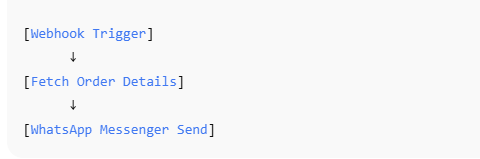 [Webhook Trigger]
↓
[Fetch Order Details]
↓
[WhatsApp Messenger Send]